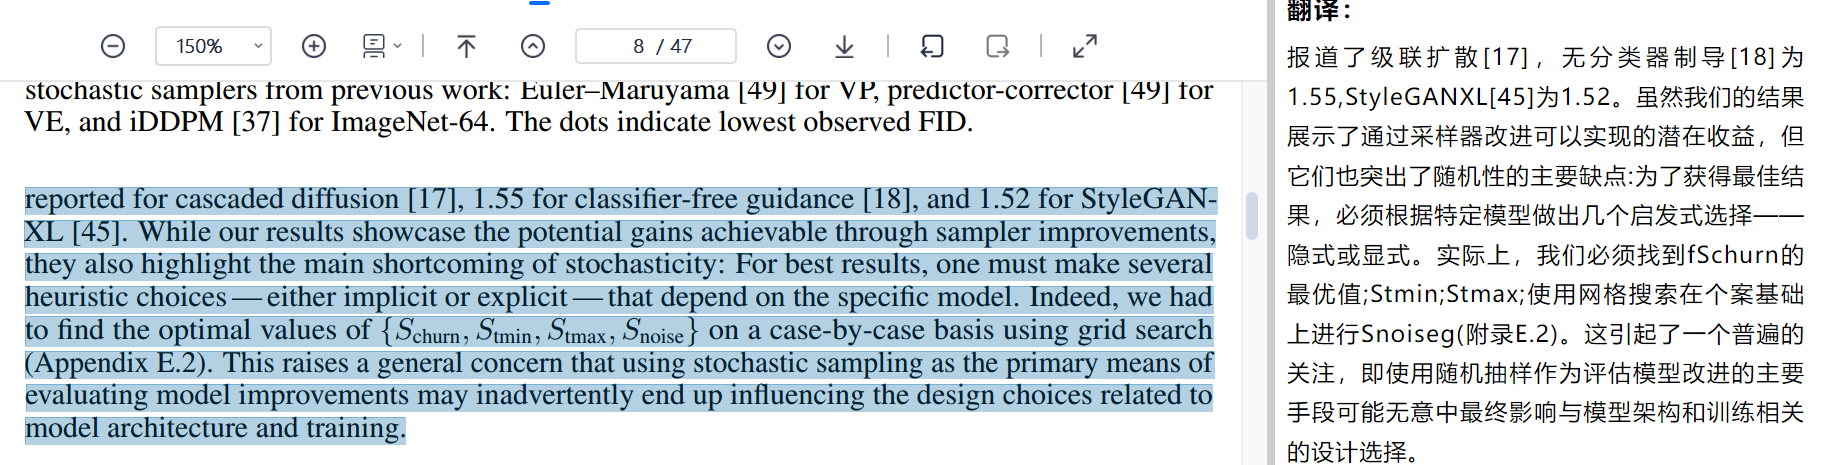 150%
8 / 47
stochastic samplers from previous work: Euler–Maruyama [49] for VP, predictor-corrector [49] for
VE, and iDDPM [37] for ImageNet-64. The dots indicate lowest observed FID.
reported for cascaded diffusion [17], 1.55 for classifier-free guidance [18], and 1.52 for StyleGAN-
XL [45]. While our results showcase the potential gains achievable through sampler improvements,
they also highlight the main shortcoming of stochasticity: For best results, one must make several
heuristic choices — either implicit or explicit — that depend on the specific model. Indeed, we had
to find the optimal values of {S_churn, S_tmin, S_tmax, S_noise} on a case-by-case basis using grid search
(Appendix E.2). This raises a general concern that using stochastic sampling as the primary means of
evaluating model improvements may inadvertently end up influencing the design choices related to
model architecture and training.
翻译：
报道了级联扩散[17]，无分类器制导[18]为
1.55,StyleGANXL[45]为1.52。虽然我们的结果
展示了通过采样器改进可以实现的潜在收益，但
它们也突出了随机性的主要缺点:为了获得最佳结
果，必须根据特定模型做出几个启发式选择——
隐式或显式。实际上，我们必须找到fSchurn的
最优值;Stmin;Stmax;使用网格搜索在个案基础
上进行Snoiseg(附录E.2)。这引起了一个普遍的
关注，即使用随机抽样作为评估模型改进的主要
手段可能无意中最终影响与模型架构和训练相关
的设计选择。